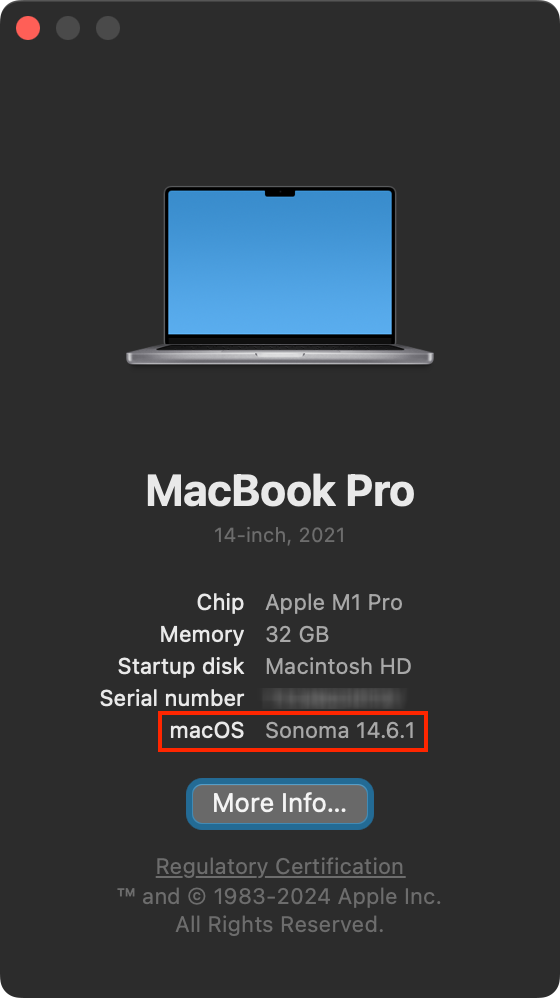 MacBook Pro
14-inch, 2021
Chip Apple M1 Pro
Memory 32 GB
Startup disk Macintosh HD
Serial number
macOS Sonoma 14.6.1
More Info...
Regulatory Certification
™ and © 1983-2024 Apple Inc.
All Rights Reserved.